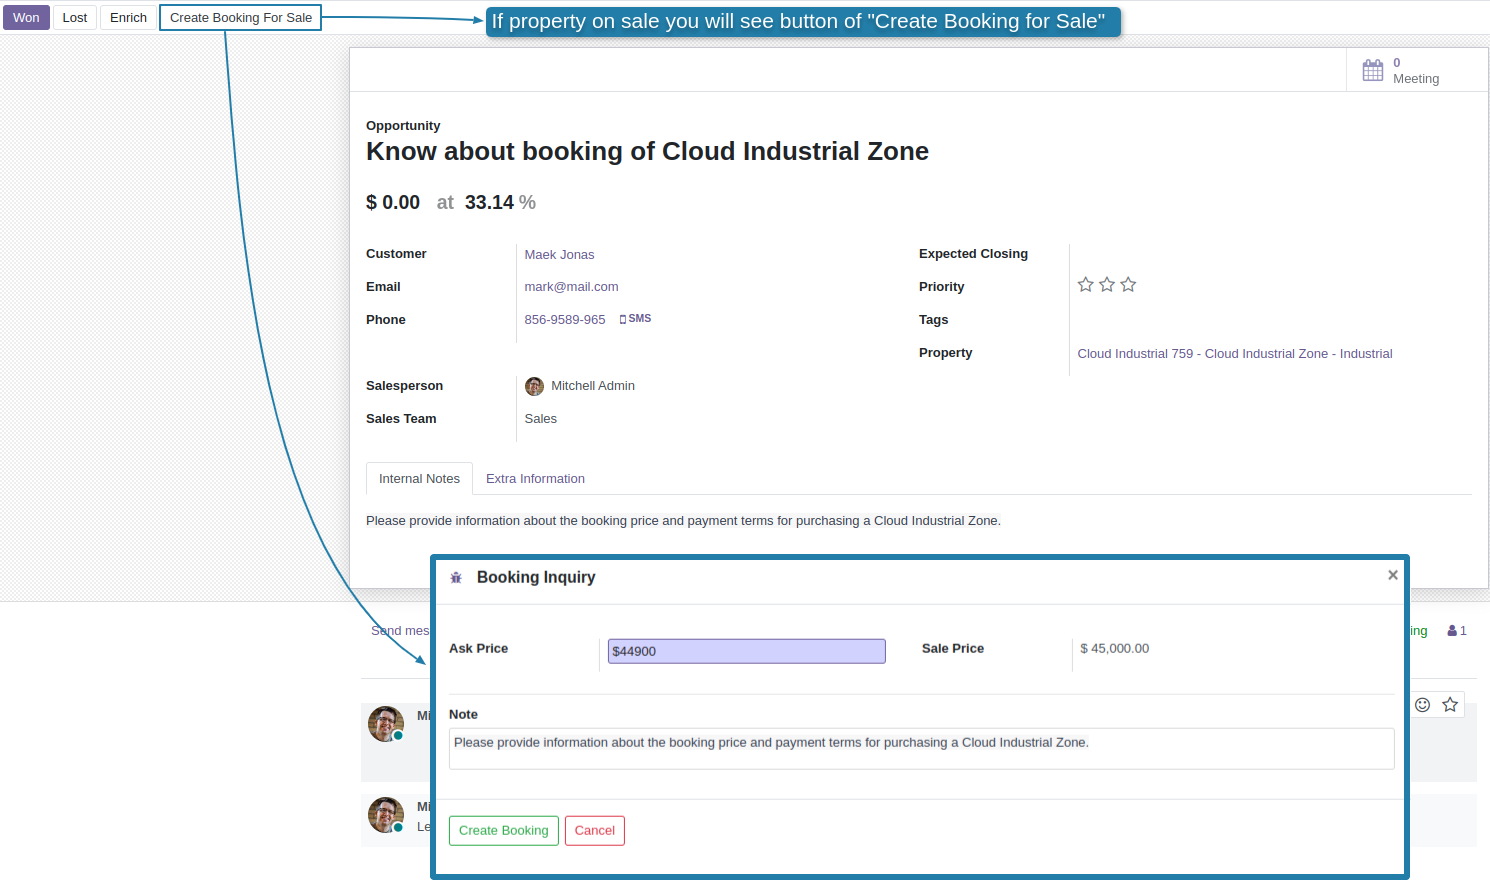 Won Lost Enrich Create Booking For Sale
If property on sale you will see button of "Create Booking for Sale"
0
Meeting
Opportunity
Know about booking of Cloud Industrial Zone
$ 0.00 at 33.14 %
Customer Maek Jonas
Email mark@mail.com
Phone 856-9589-965 SMS
Expected Closing
Priority
Tags
Property Cloud Industrial 759 - Cloud Industrial Zone - Industrial
Salesperson Mitchell Admin
Sales Team Sales
Internal Notes Extra Information
Please provide information about the booking price and payment terms for purchasing a Cloud Industrial Zone.
Booking Inquiry ×
Send mes
ing 1
Ask Price $44900 Sale Price $ 45,000.00
Mi
Note
Please provide information about the booking price and payment terms for purchasing a Cloud Industrial Zone.
Mi
Le
Create Booking Cancel